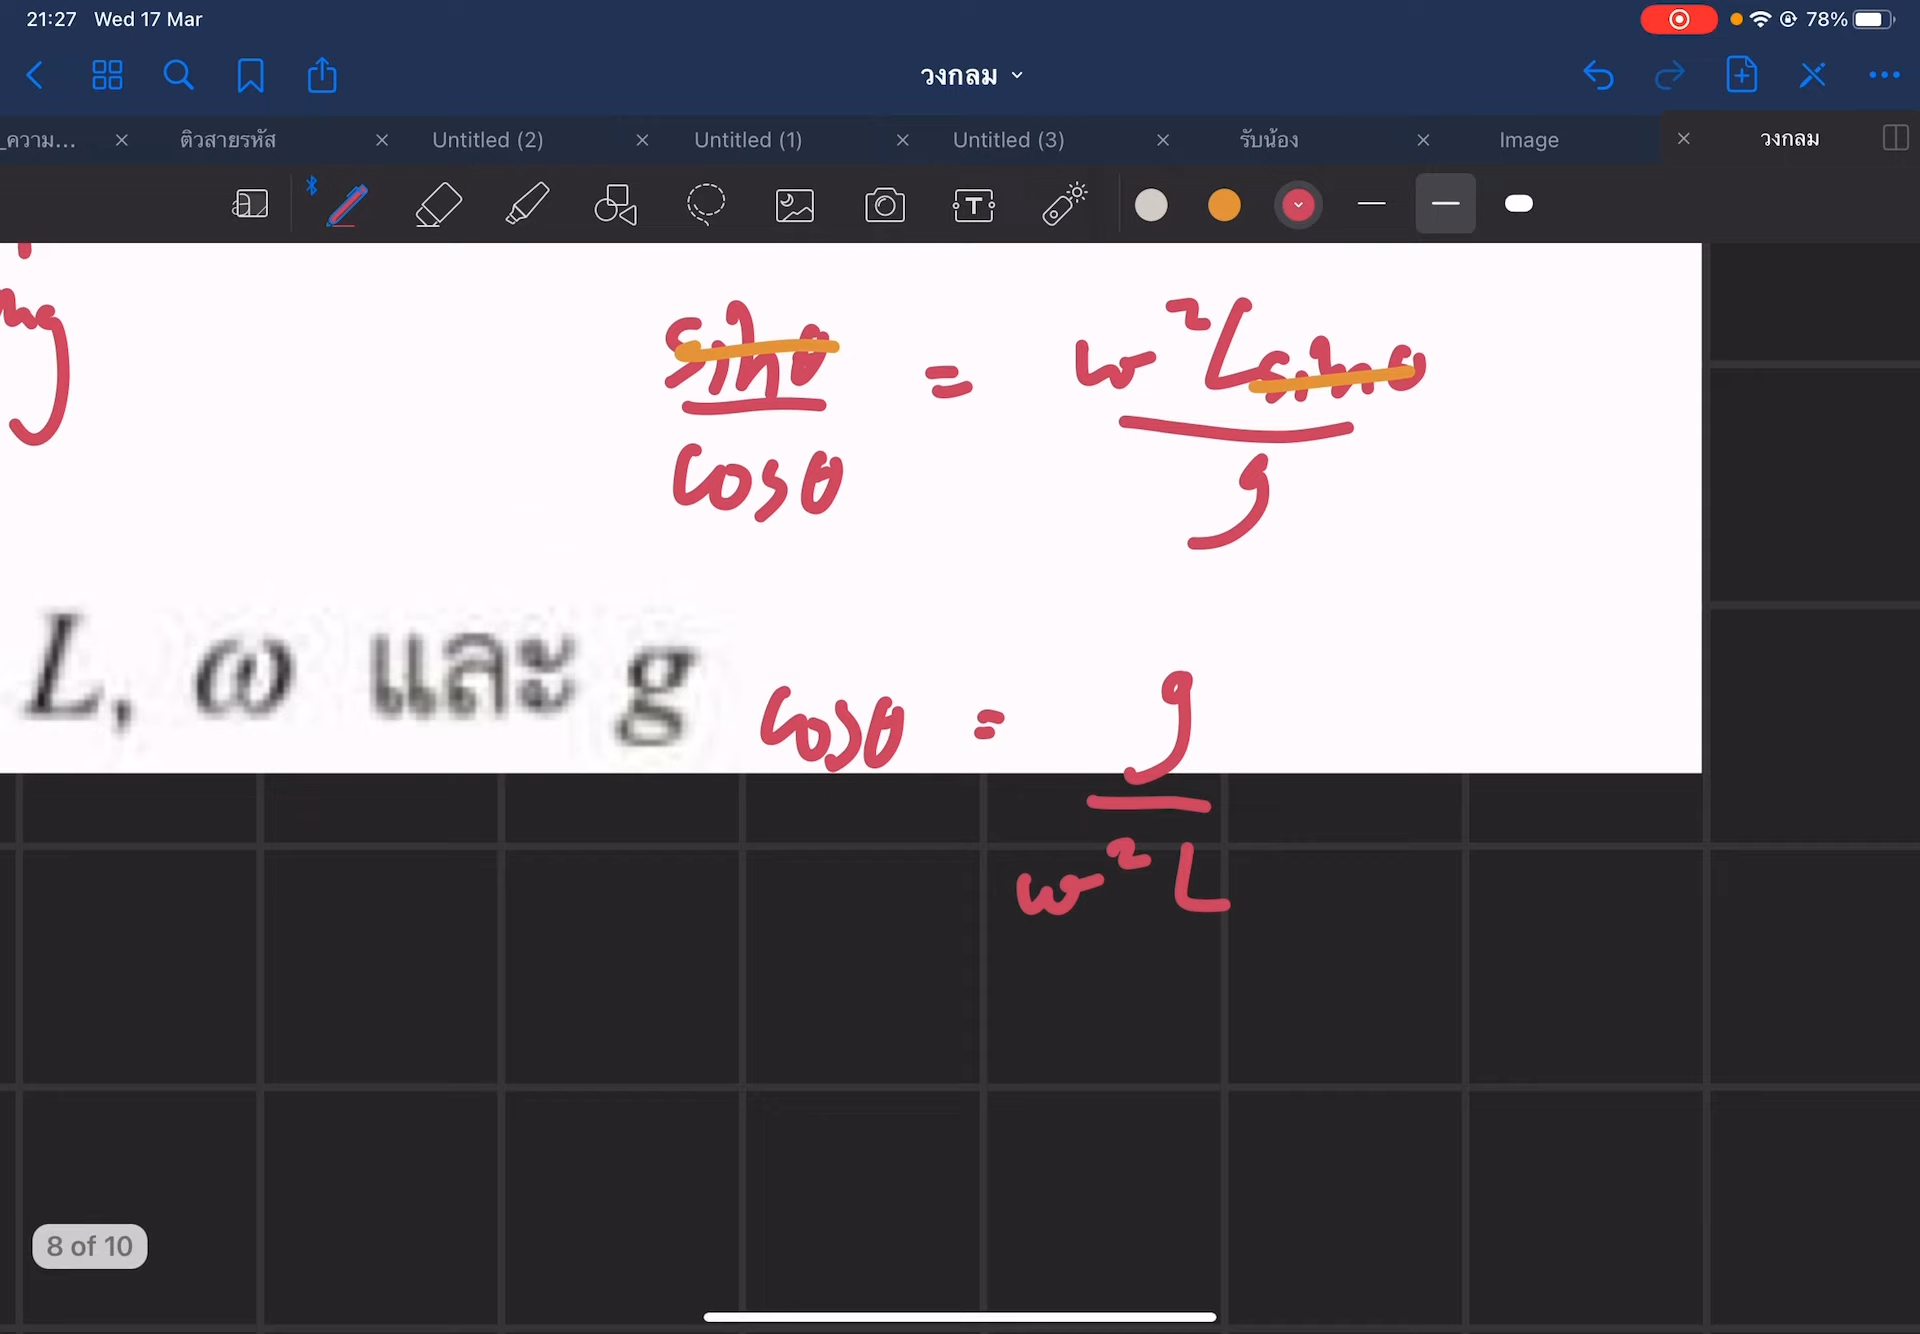 21:27 Wed 17 Mar 78%
วงกลม
_ความ... ติวสายรหัส Untitled (2) Untitled (1) Untitled (3) รับน้อง Image วงกลม
mg
sinθ / cosθ = ω²L sinθ / g
L, ω และ g
cosθ = g / ω²L
8 of 10